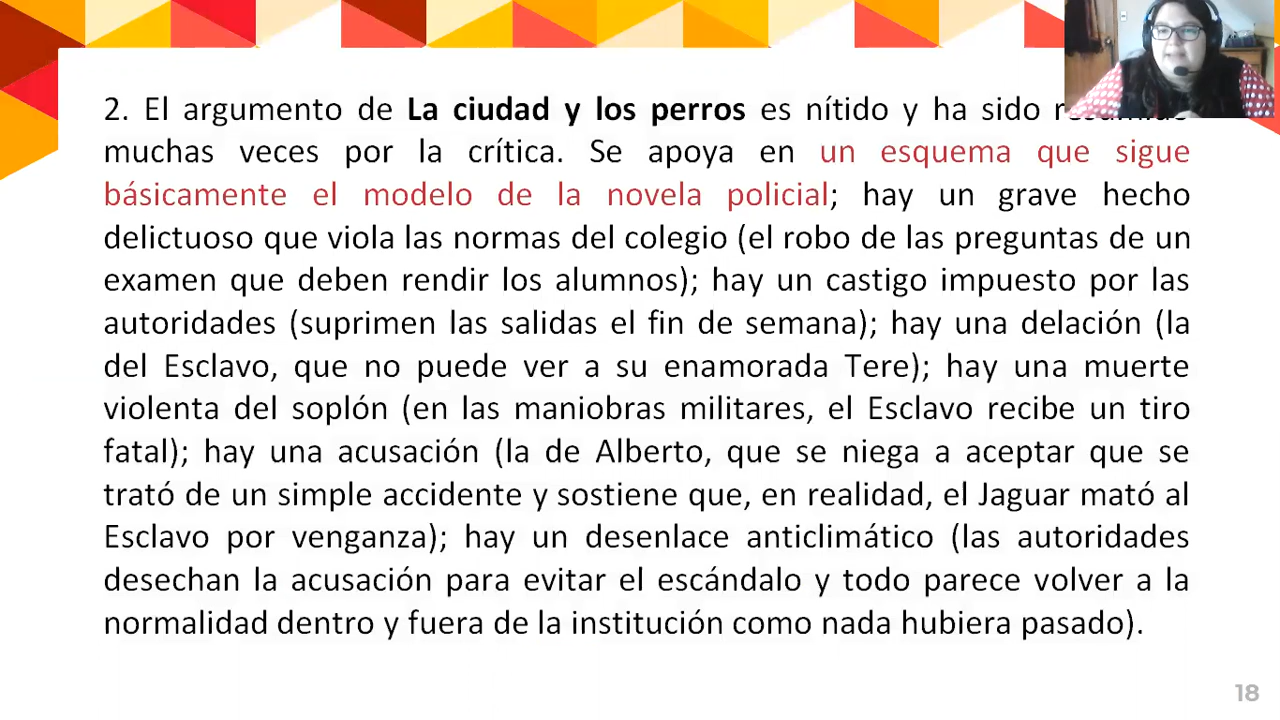 2. El argumento de La ciudad y los perros es nítido y ha sido
muchas veces por la crítica. Se apoya en un esquema que sigue
básicamente el modelo de la novela policial; hay un grave hecho
delictuoso que viola las normas del colegio (el robo de las preguntas de un
examen que deben rendir los alumnos); hay un castigo impuesto por las
autoridades (suprimen las salidas el fin de semana); hay una delación (la
del Esclavo, que no puede ver a su enamorada Tere); hay una muerte
violenta del soplón (en las maniobras militares, el Esclavo recibe un tiro
fatal); hay una acusación (la de Alberto, que se niega a aceptar que se
trató de un simple accidente y sostiene que, en realidad, el Jaguar mató al
Esclavo por venganza); hay un desenlace anticlimático (las autoridades
desechan la acusación para evitar el escándalo y todo parece volver a la
normalidad dentro y fuera de la institución como nada hubiera pasado).
18